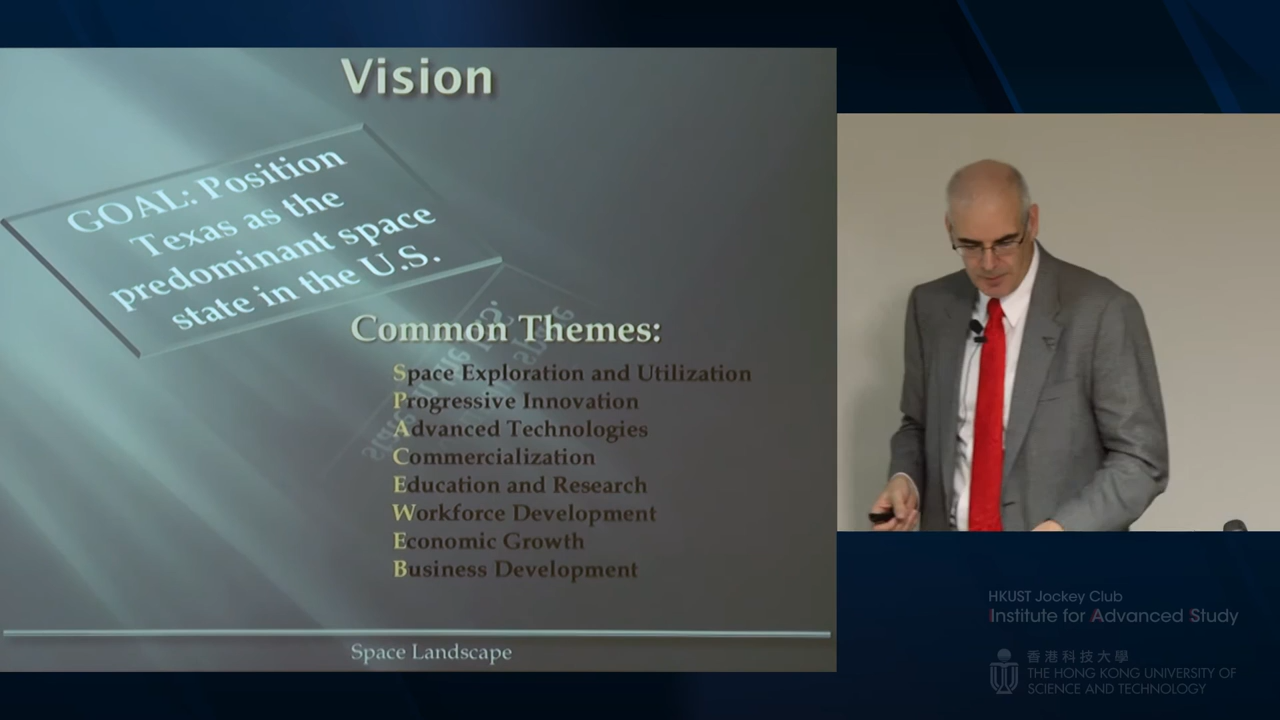 Vision
GOAL: Position
Texas as the
predominant space
state in the U.S.
Common Themes:
Space Exploration and Utilization
Progressive Innovation
Advanced Technologies
Commercialization
Education and Research
Workforce Development
Economic Growth
Business Development
Space Landscape
HKUST Jockey Club
Institute for Advanced Study
香港科技大學
THE HONG KONG UNIVERSITY OF
SCIENCE AND TECHNOLOGY